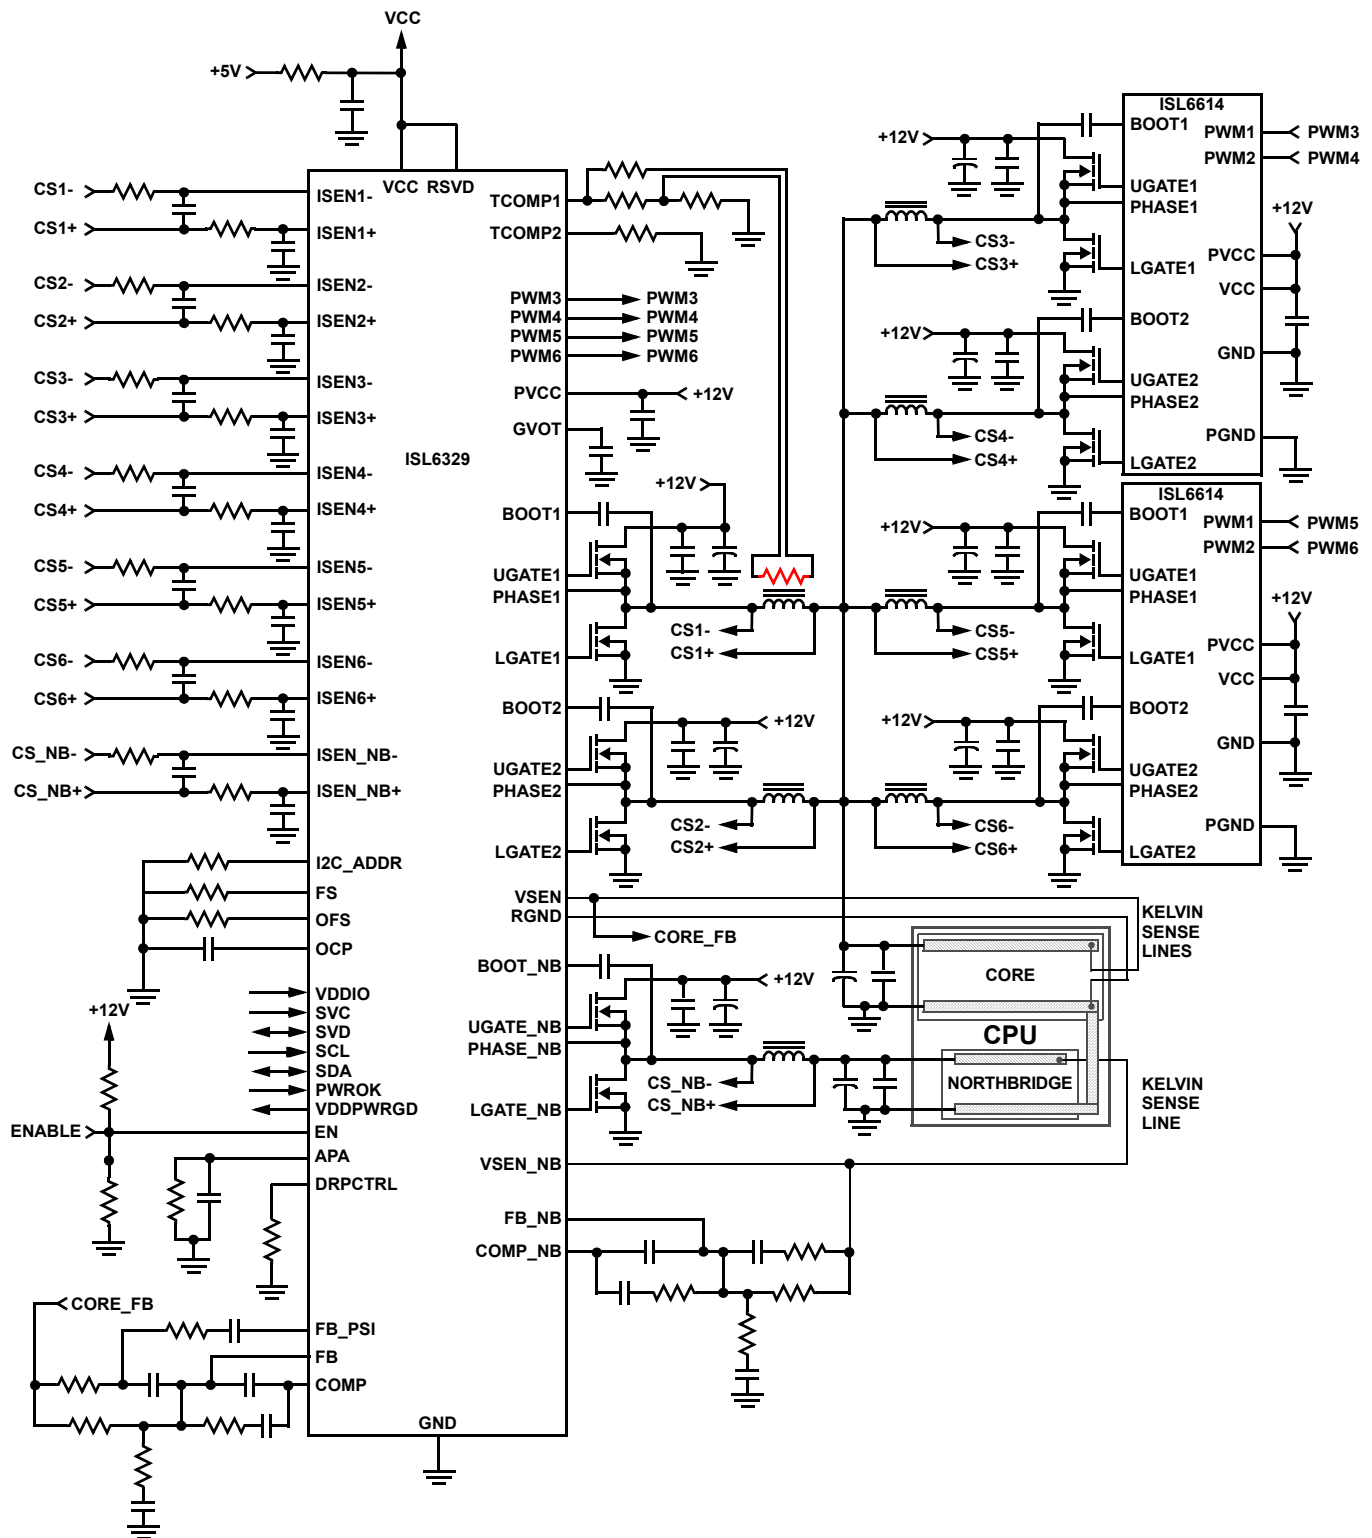 VCC
+5V
VCC RSVD
CS1-
CS1+
CS2-
CS2+
CS3-
CS3+
CS4-
CS4+
CS5-
CS5+
CS6-
CS6+
CS_NB-
CS_NB+
ISEN1-
ISEN1+
ISEN2-
ISEN2+
ISEN3-
ISEN3+
ISEN4-
ISEN4+
ISEN5-
ISEN5+
ISEN6-
ISEN6+
ISEN_NB-
ISEN_NB+
I2C_ADDR
FS
OFS
OCP
VDDIO
SVC
SVD
SCL
SDA
PWROK
VDDPWRGD
+12V
ENABLE
EN
APA
DRPCTRL
CORE_FB
FB_PSI
FB
COMP
GND
ISL6329
TCOMP1
TCOMP2
PWM3
PWM3
PWM4
PWM4
PWM5
PWM5
PWM6
PWM6
PVCC
+12V
GVOT
+12V
BOOT1
UGATE1
PHASE1
LGATE1
CS1-
CS1+
BOOT2
+12V
UGATE2
PHASE2
LGATE2
CS2-
CS2+
VSEN
RGND
CORE_FB
BOOT_NB
+12V
UGATE_NB
PHASE_NB
LGATE_NB
CS_NB-
CS_NB+
VSEN_NB
FB_NB
COMP_NB
ISL6614
+12V
BOOT1
PWM1
PWM3
PWM2
PWM4
UGATE1
PHASE1
CS3-
CS3+
LGATE1
+12V
PVCC
VCC
+12V
BOOT2
GND
UGATE2
PHASE2
CS4-
CS4+
PGND
LGATE2
ISL6614
+12V
BOOT1
PWM1
PWM5
PWM2
PWM6
UGATE1
PHASE1
CS5-
CS5+
LGATE1
+12V
PVCC
VCC
+12V
BOOT2
GND
UGATE2
PHASE2
CS6-
CS6+
PGND
LGATE2
KELVIN
SENSE
LINES
CORE
CPU
NORTHBRIDGE
KELVIN
SENSE
LINE